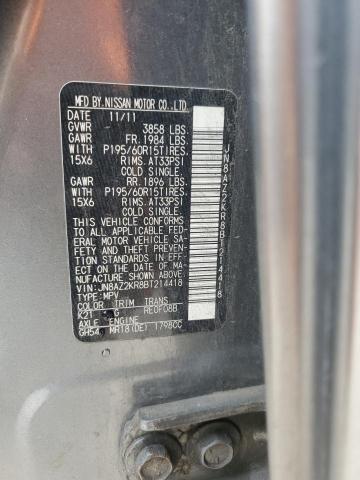 MFD BY.NISSAN MOTOR CO.,LTD.
DATE 11/11
GVWR 3858 LBS.
GAWR FR. 1984 LBS.
WITH P195/60R15TIRES.
15X6 RIMS. AT33PSI
COLD SINGLE.
GAWR RR. 1896 LBS.
WITH P195/60R15TIRES.
15X6 RIMS. AT33PSI
COLD SINGLE.
THIS VEHICLE CONFORMS
TO ALL APPLICABLE FED-
ERAL MOTOR VEHICLE SA-
FETY AND THEFT PREVEN-
TION STANDARDS IN EFFE-
CT ON THE DATE OF MA-
NUFACTURE SHOWN ABOVE.
VIN: JN8AZ2KR8BT214418
TYPE: MPV
COLOR TRIM TRANS
K21 G RE0F08B
AXLE ENGINE
GH54 MR18(DE) 1798CC
JN8AZ2KR8BT214418